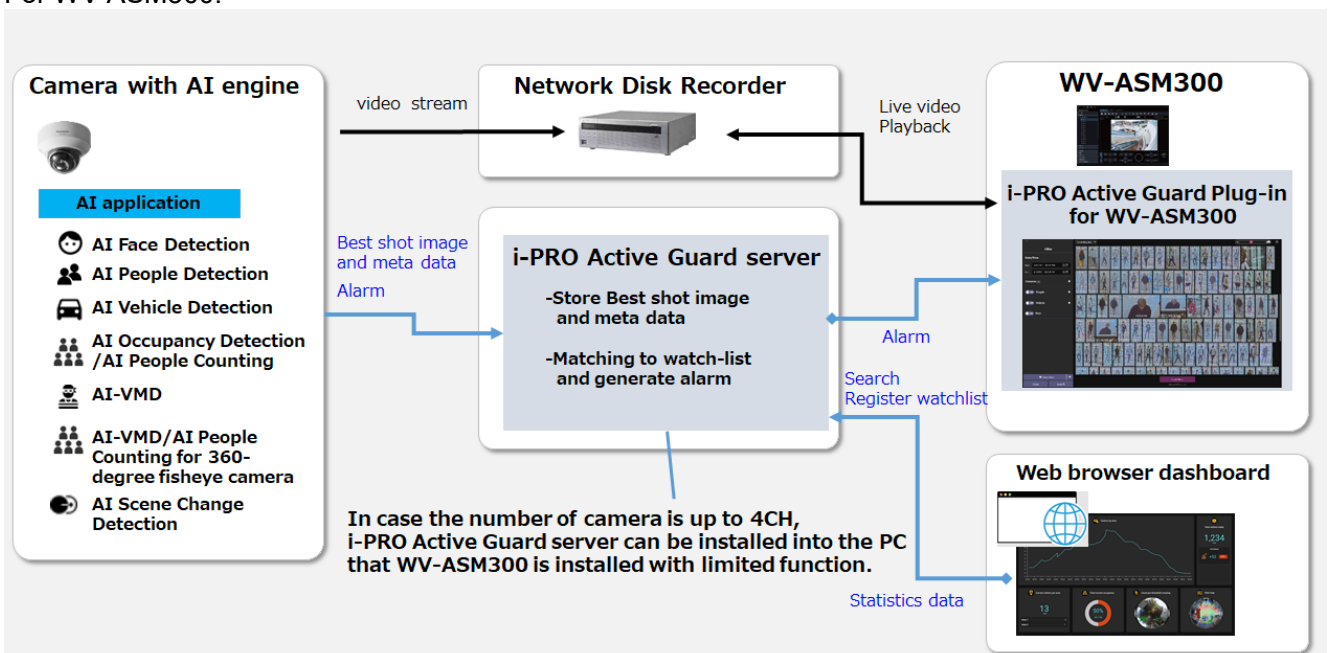 For WV-ASM300:
Camera with AI engine
AI application
AI Face Detection
AI People Detection
AI Vehicle Detection
AI Occupancy Detection
/AI People Counting
AI-VMD
AI-VMD/AI People
Counting for 360-
degree fisheye camera
AI Scene Change
Detection
video stream
Network Disk Recorder
Live video
Playback
WV-ASM300
i-PRO Active Guard Plug-in
for WV-ASM300
Best shot image
and meta data
Alarm
i-PRO Active Guard server
-Store Best shot image
and meta data
-Matching to watch-list
and generate alarm
Alarm
Search
Register watchlist
In case the number of camera is up to 4CH,
i-PRO Active Guard server can be installed into the PC
that WV-ASM300 is installed with limited function.
Statistics data
Web browser dashboard
1,234
13